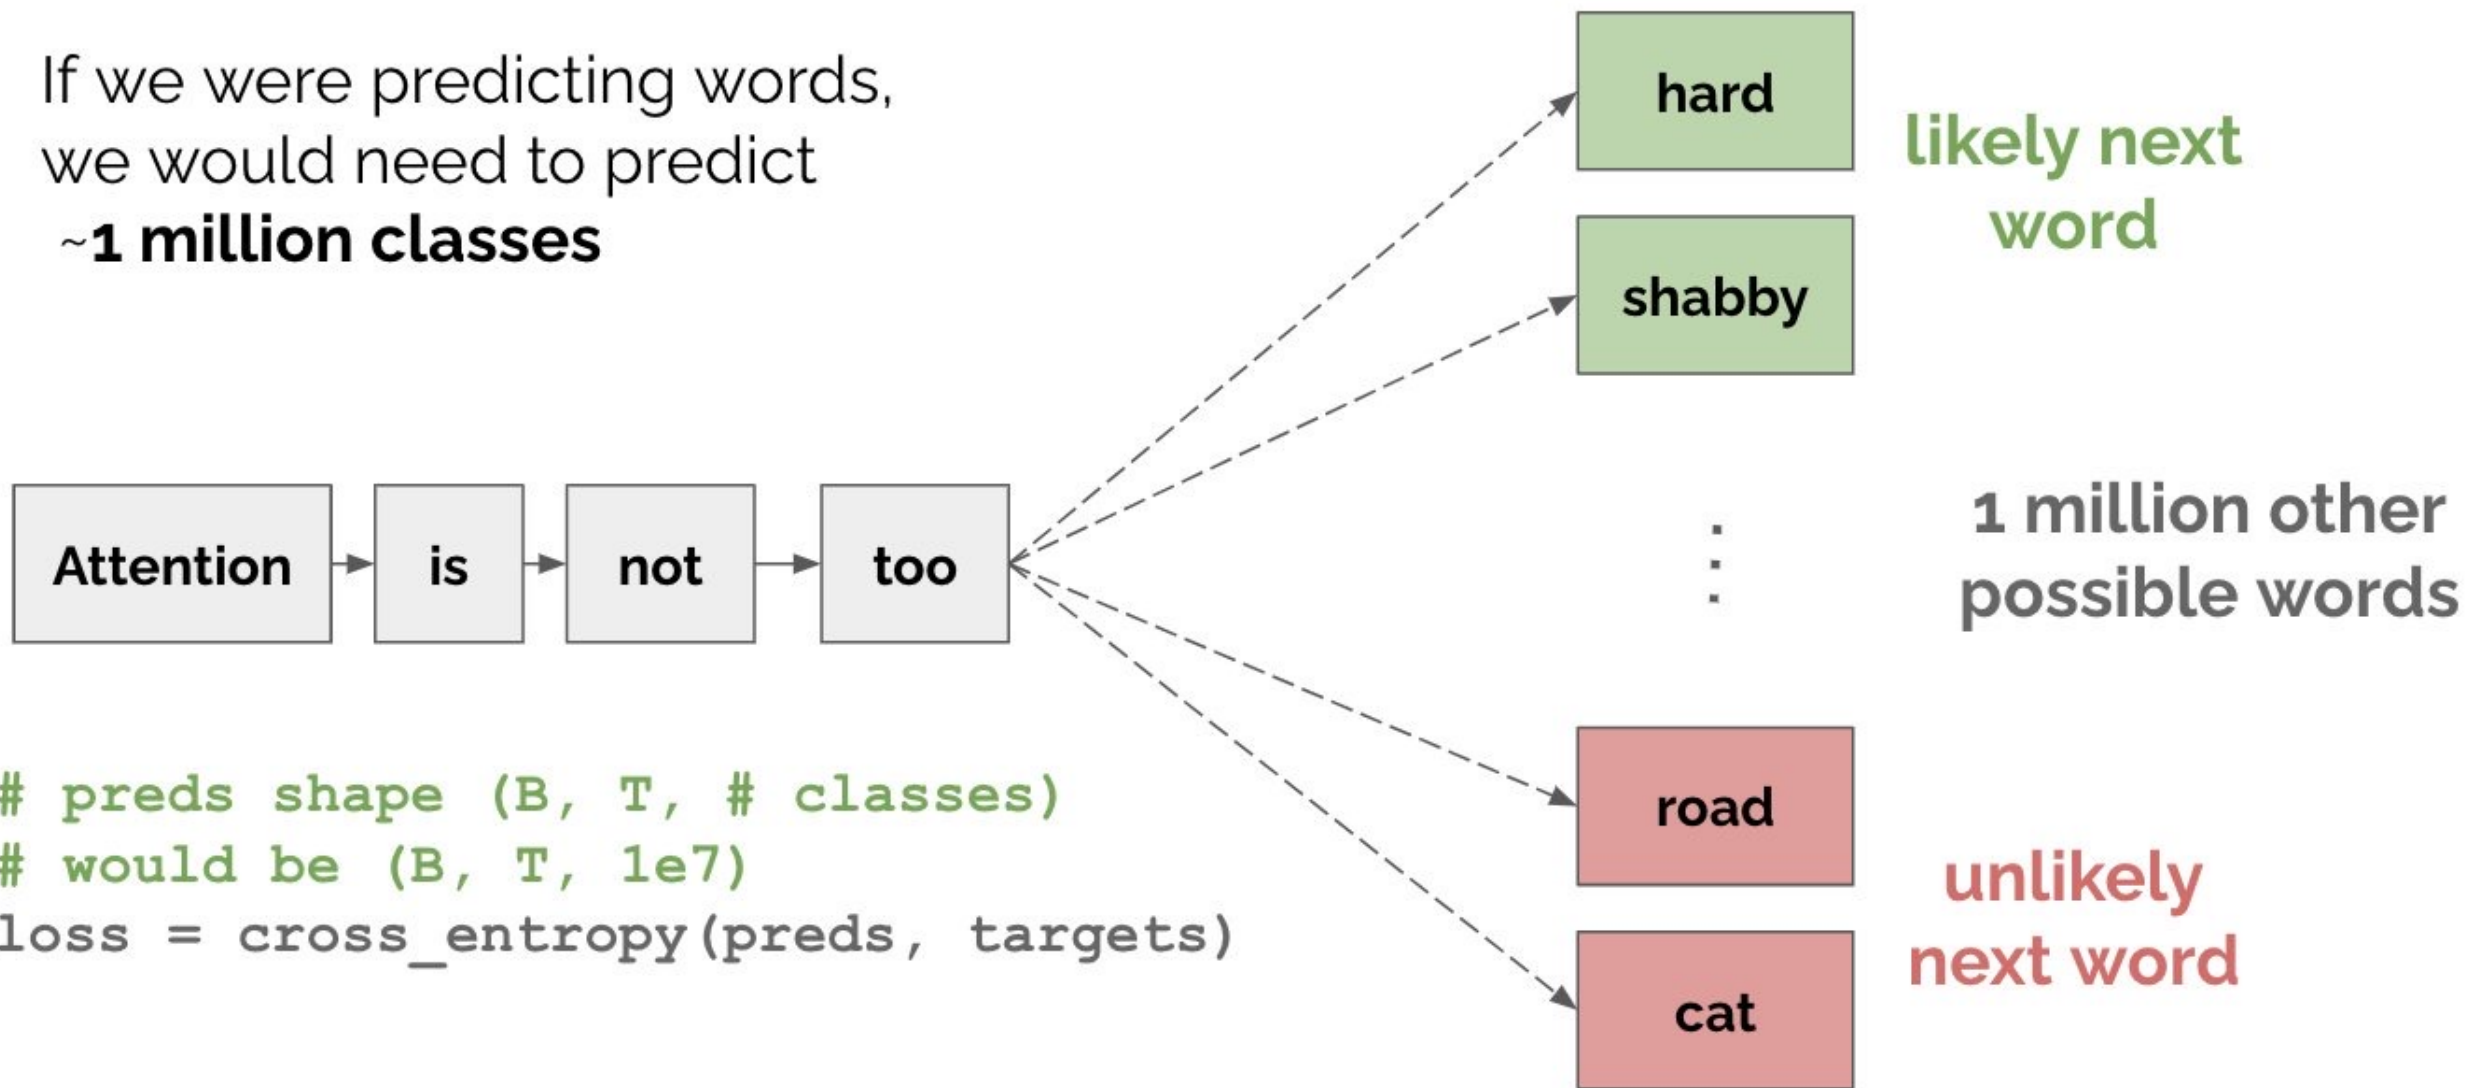 If we were predicting words,
we would need to predict
~1 million classes
hard
likely next
word
shabby
Attention
is
not
too
⋮
1 million other
possible words
road
unlikely
next word
cat
# preds shape (B, T, # classes)
# would be (B, T, 1e7)
loss = cross_entropy(preds, targets)